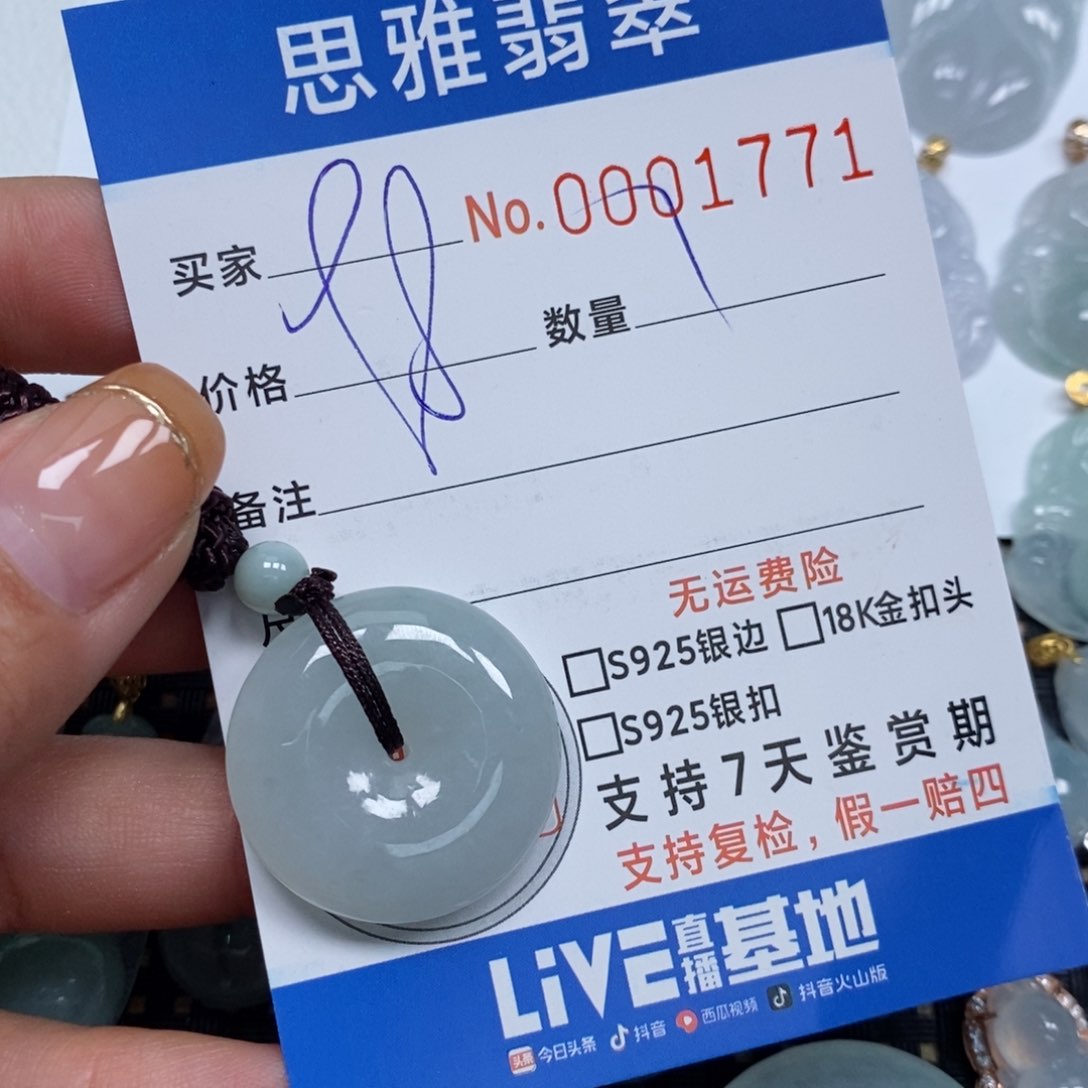 思雅翡翠
No.0001771
买家
价格 数量
备注
无运费险
□S925银边 □18K金扣头
□S925银扣
支持7天鉴赏期
支持复检，假一赔四
LiVE直播基地
头条 今日头条 抖音 西瓜视频 抖音火山版